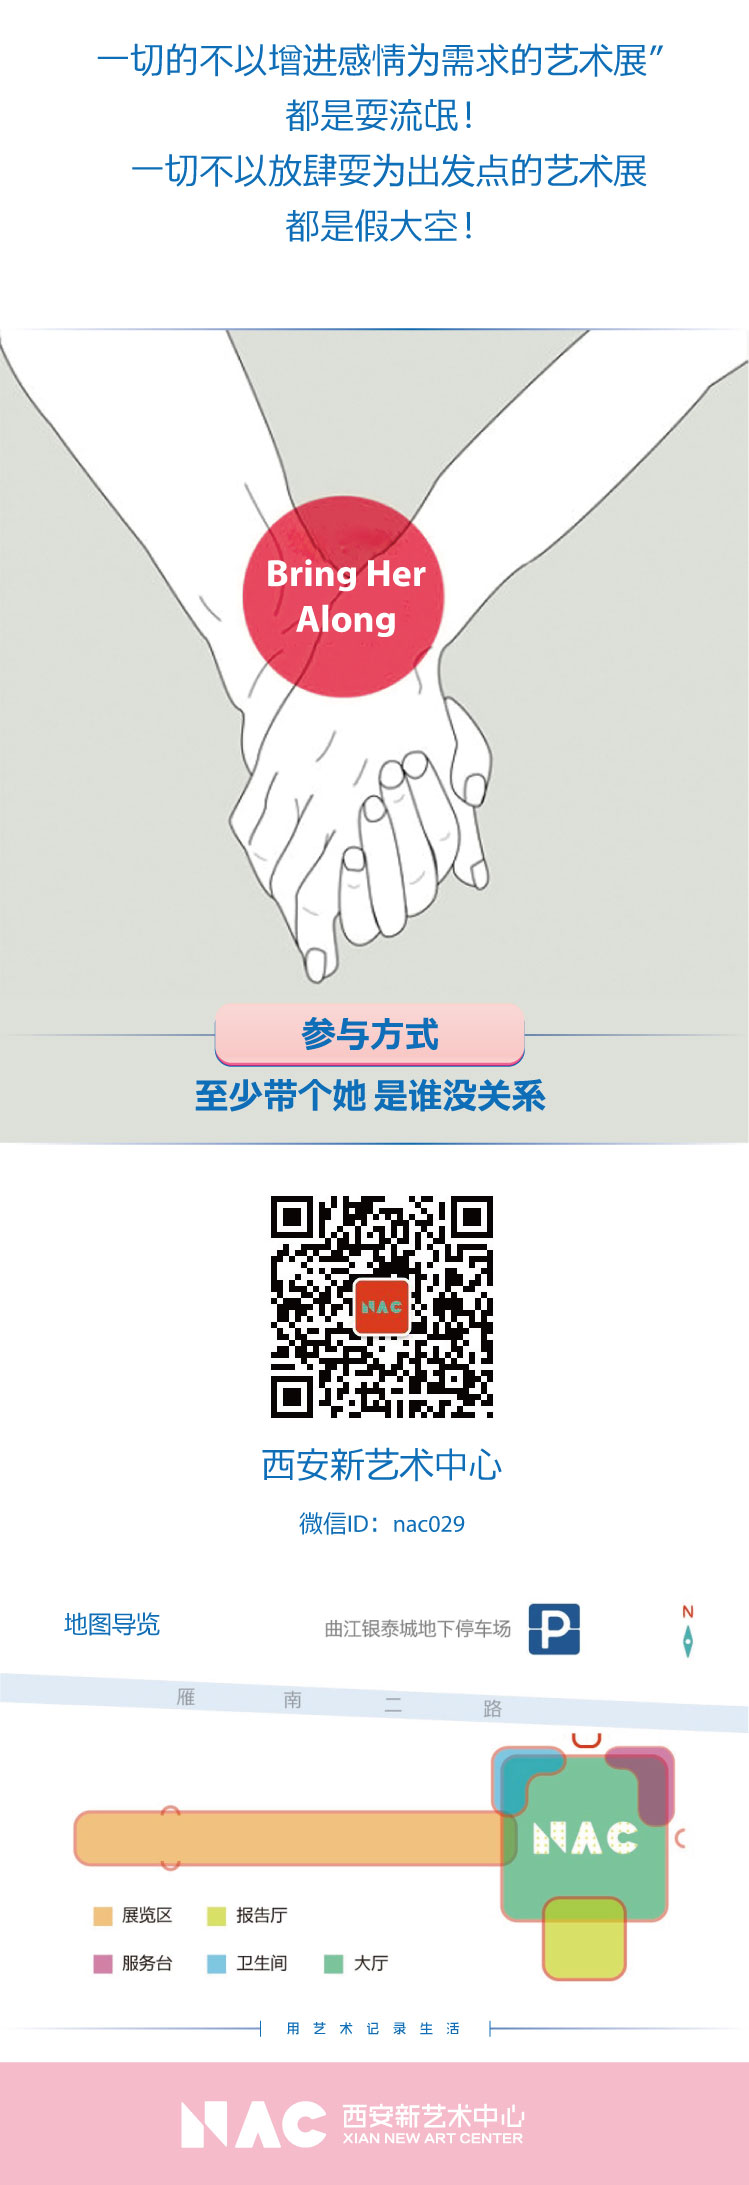 一切的不以增进感情为需求的艺术展”
都是耍流氓！
一切不以放肆耍为出发点的艺术展
都是假大空！
Bring Her
Along
参与方式
至少带个她 是谁没关系
NAC
西安新艺术中心
微信ID：nac029
地图导览
曲江银泰城地下停车场
P
N
雁南二路
NAC
展览区
报告厅
服务台
卫生间
大厅
用艺术记录生活
NAC
西安新艺术中心
XIAN NEW ART CENTER